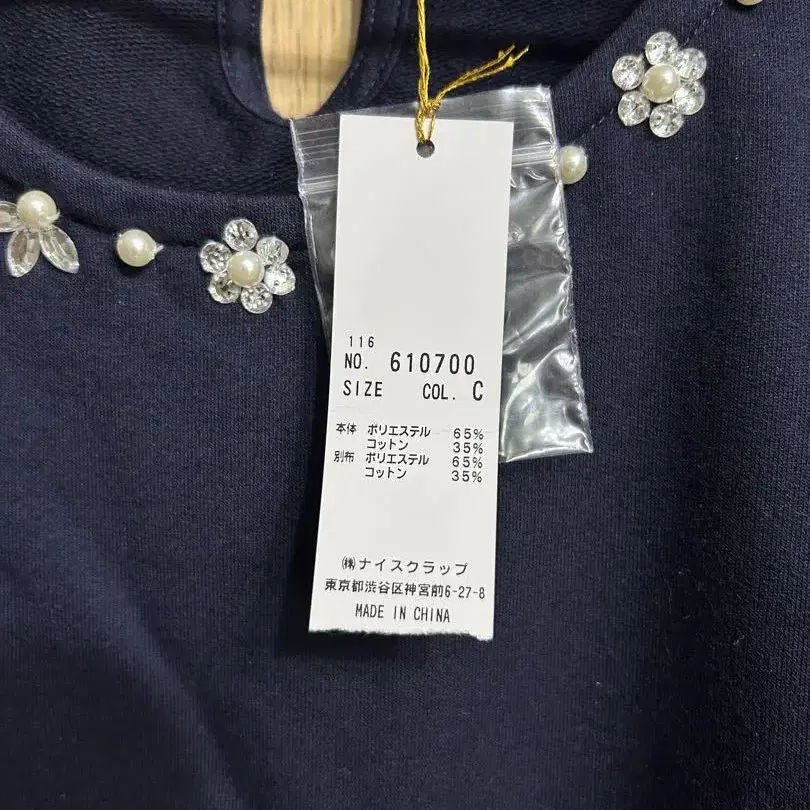 116
NO. 610700
SIZE COL. C
本体 ポリエステル 65%
コットン 35%
別布 ポリエステル 65%
コットン 35%
㈱ナイスクラップ
東京都渋谷区神宮前6-27-8
MADE IN CHINA